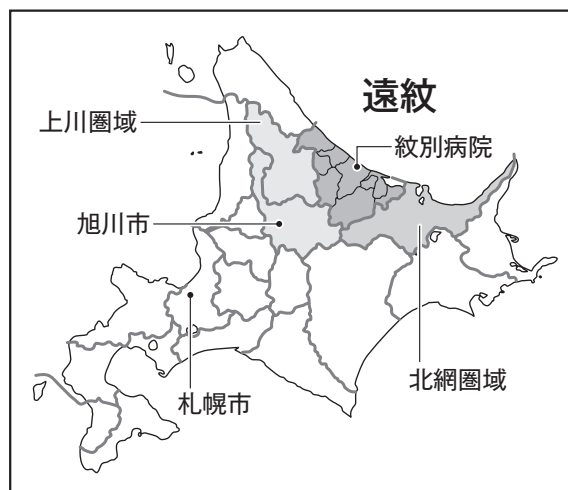 遠紋
上川圏域
紋別病院
旭川市
北網圏域
札幌市